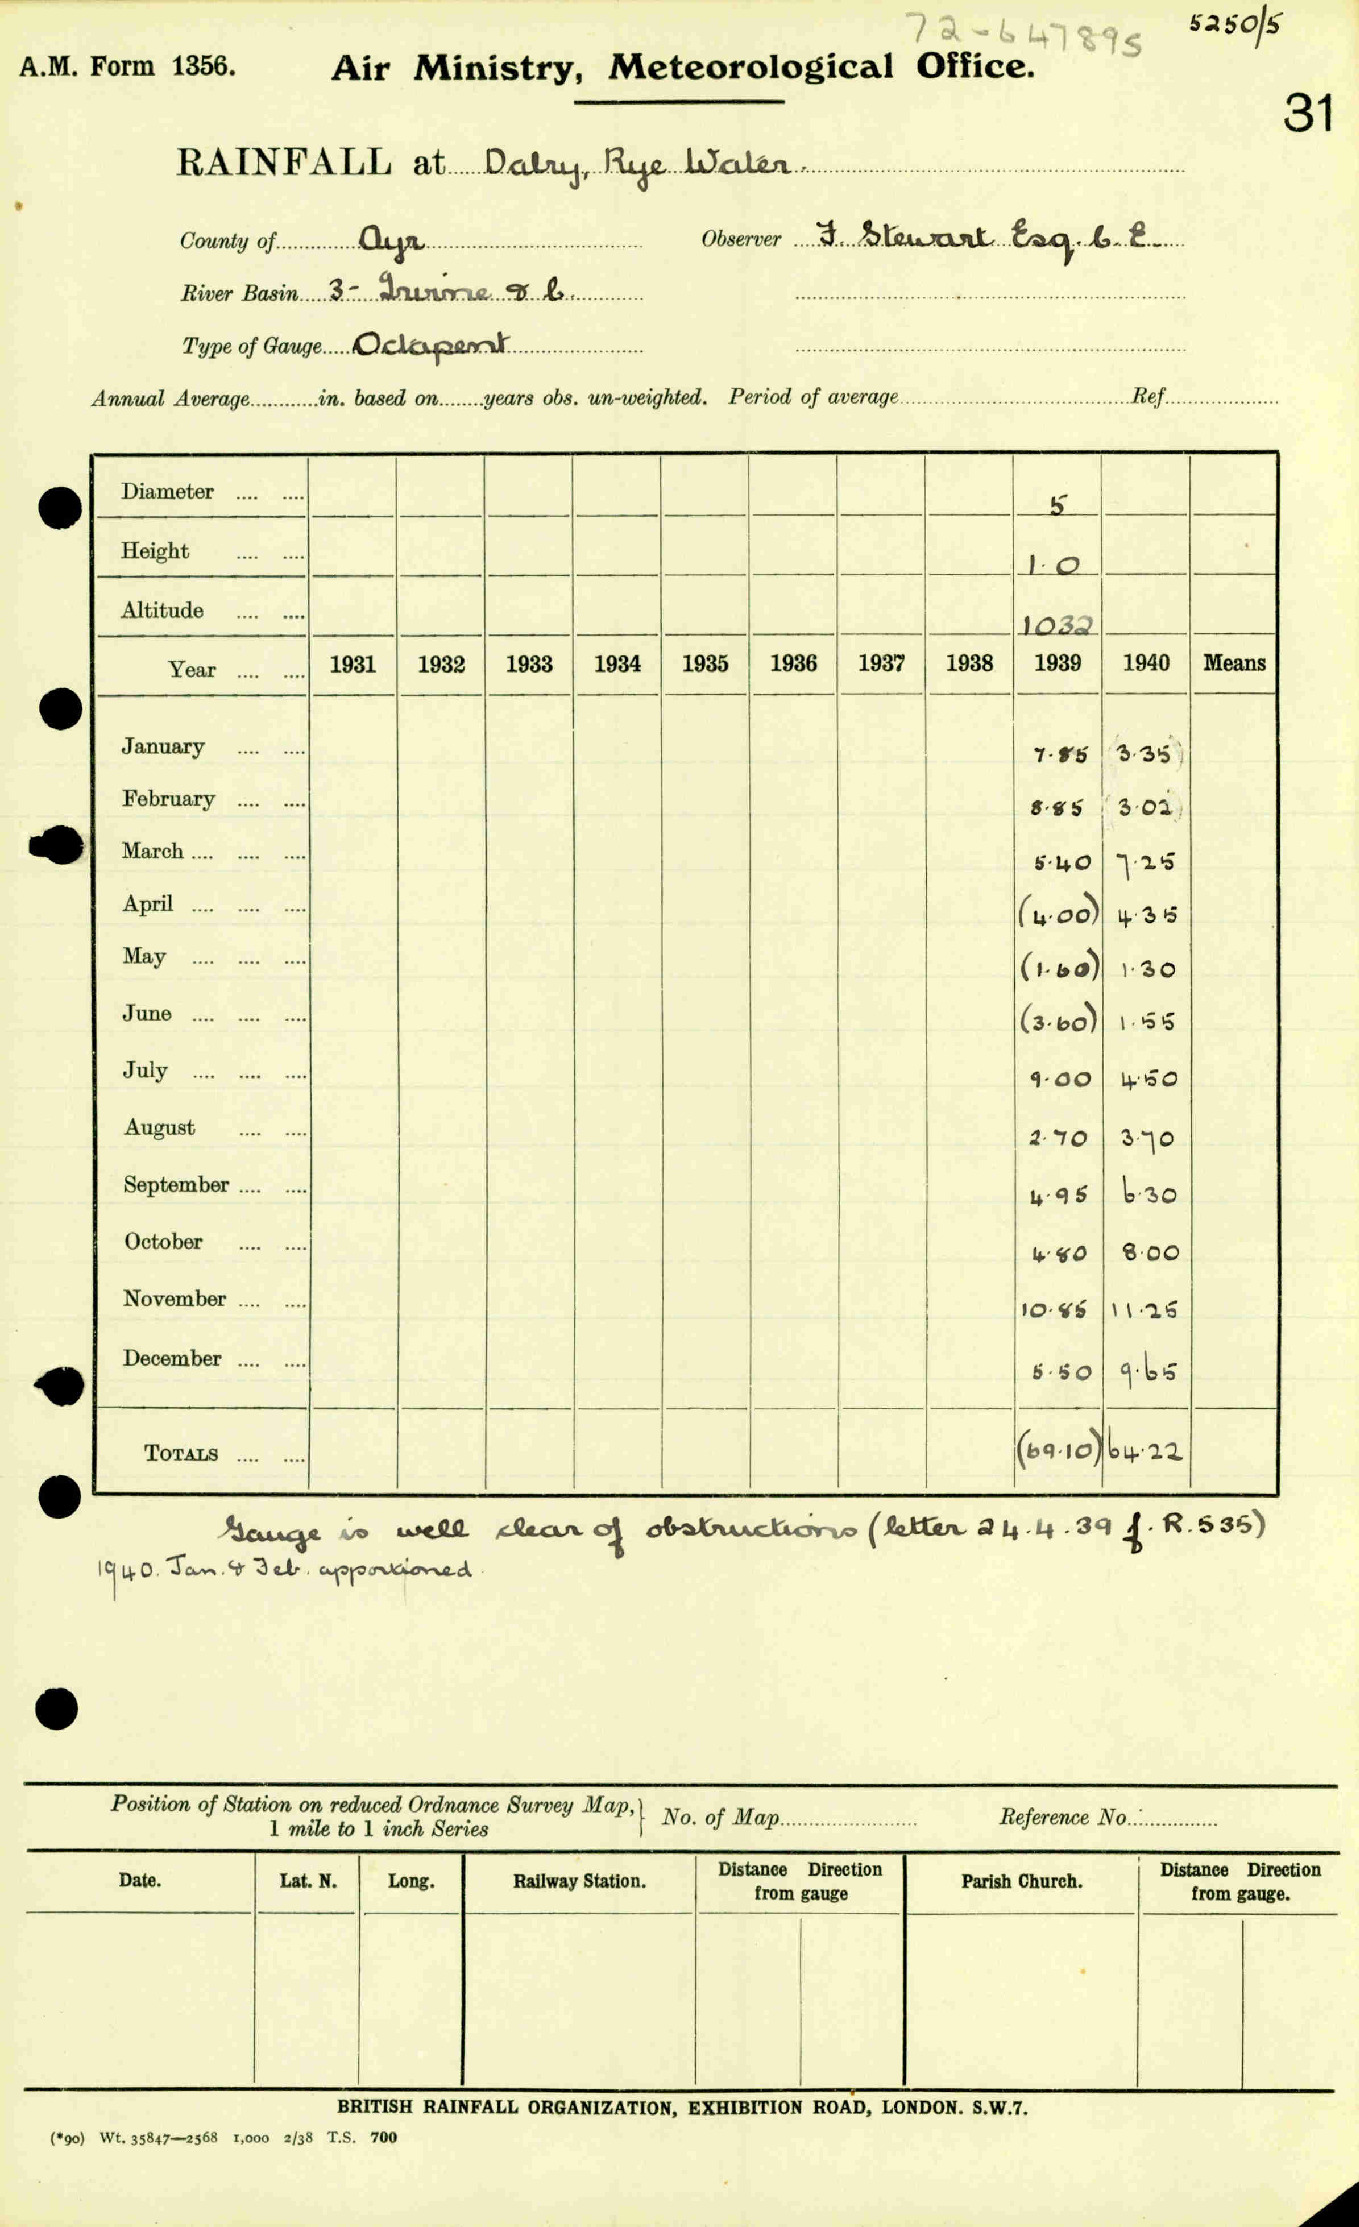 72-647895 5250/5
A.M. Form 1356. Air Ministry, Meteorological Office.
31
RAINFALL at Dalry, Rye Water.
County of Ayr Observer F. Stewart Esq. C. E.
River Basin 3- Irvine & C.
Type of Gauge Octapent
Annual Average in. based on years obs. un-weighted. Period of average Ref
Diameter 5
Height 1.0
Altitude 1032
Year 1931 1932 1933 1934 1935 1936 1937 1938 1939 1940 Means
January 7.85 (3.35)
February 8.85 (3.02)
March 5.40 7.25
April (4.00) 4.35
May (1.60) 1.30
June (3.60) 1.55
July 9.00 4.50
August 2.70 3.70
September 4.95 6.30
October 4.80 8.00
November 10.85 11.25
December 5.50 9.65
TOTALS (69.10) 64.22
Gauge is well clear of obstructions (letter 24.4.39 f. R.535)
1940. Jan. & Feb. apportioned.
Position of Station on reduced Ordnance Survey Map, } No. of Map Reference No.
1 mile to 1 inch Series
Date. Lat. N. Long. Railway Station. Distance Direction from gauge Parish Church. Distance Direction from gauge.
BRITISH RAINFALL ORGANIZATION, EXHIBITION ROAD, LONDON. S.W.7.
(*90) Wt. 35847—2568 1,000 2/38 T.S. 700